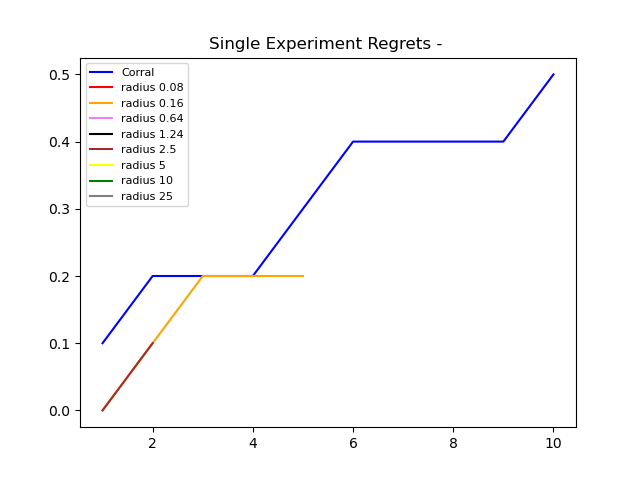 Single Experiment Regrets -
0.5
0.4
0.3
0.2
0.1
0.0
Corral
radius 0.08
radius 0.16
radius 0.64
radius 1.24
radius 2.5
radius 5
radius 10
radius 25
2 4 6 8 10